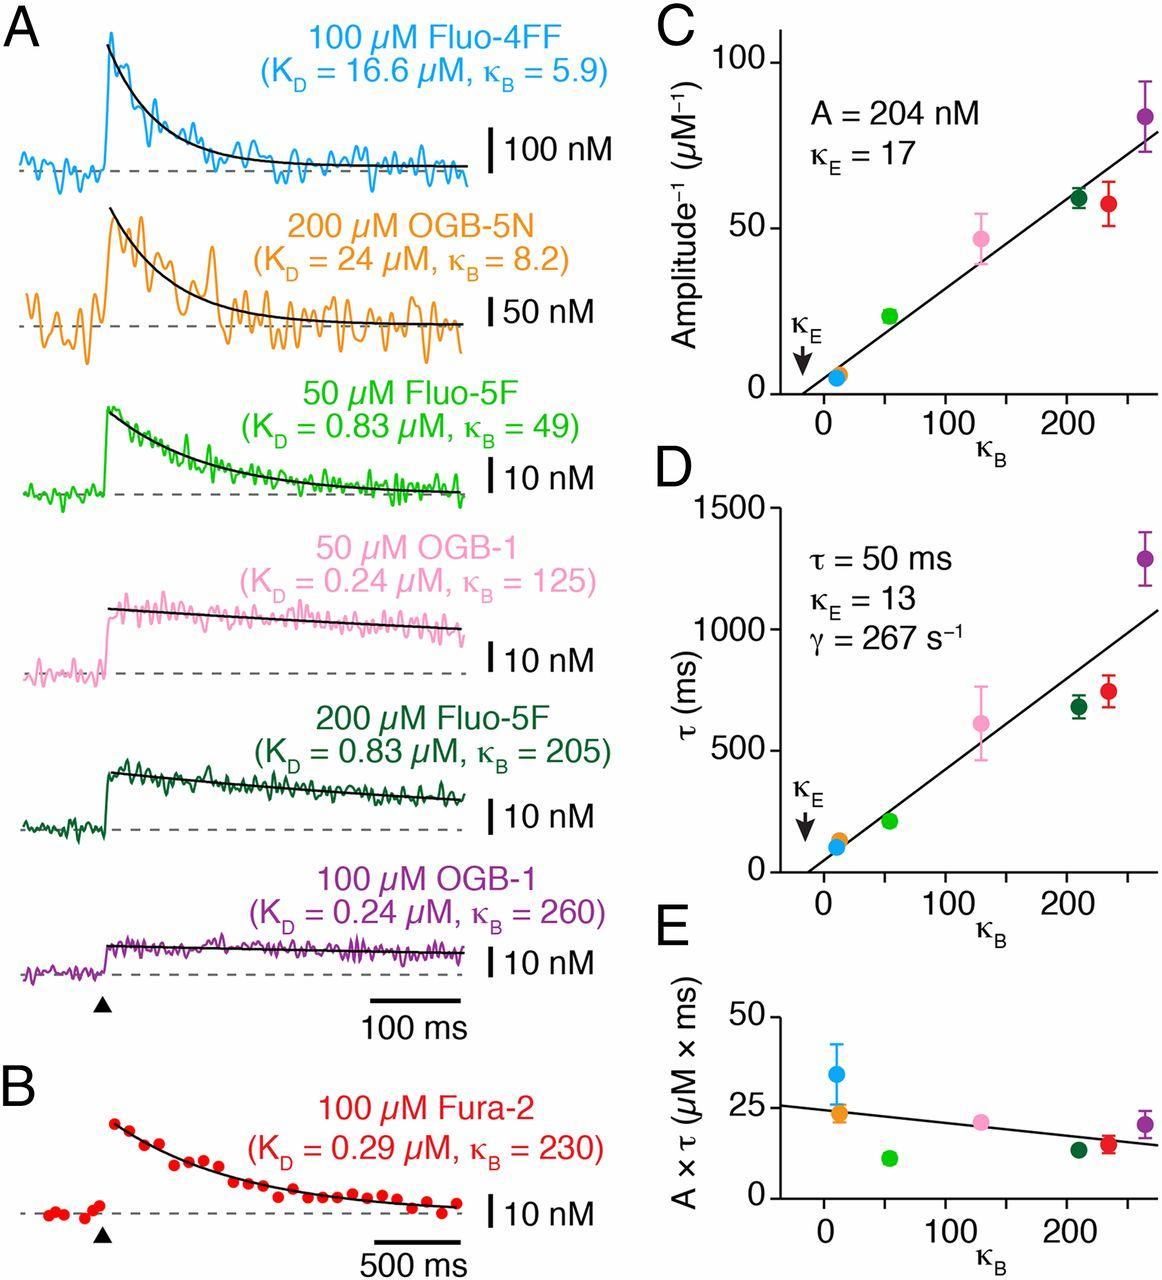 A
100 µM Fluo-4FF
(K_D = 16.6 µM, κ_B = 5.9)
100 nM
200 µM OGB-5N
(K_D = 24 µM, κ_B = 8.2)
50 nM
50 µM Fluo-5F
(K_D = 0.83 µM, κ_B = 49)
10 nM
50 µM OGB-1
(K_D = 0.24 µM, κ_B = 125)
10 nM
200 µM Fluo-5F
(K_D = 0.83 µM, κ_B = 205)
10 nM
100 µM OGB-1
(K_D = 0.24 µM, κ_B = 260)
10 nM
100 ms
B
100 µM Fura-2
(K_D = 0.29 µM, κ_B = 230)
10 nM
500 ms
C
Amplitude⁻¹ (µM⁻¹)
100
50
0
A = 204 nM
κ_E = 17
κ_E
0 100 200
κ_B
D
τ (ms)
1500
1000
500
0
τ = 50 ms
κ_E = 13
γ = 267 s⁻¹
κ_E
0 100 200
κ_B
E
A × τ (µM × ms)
50
25
0
0 100 200
κ_B